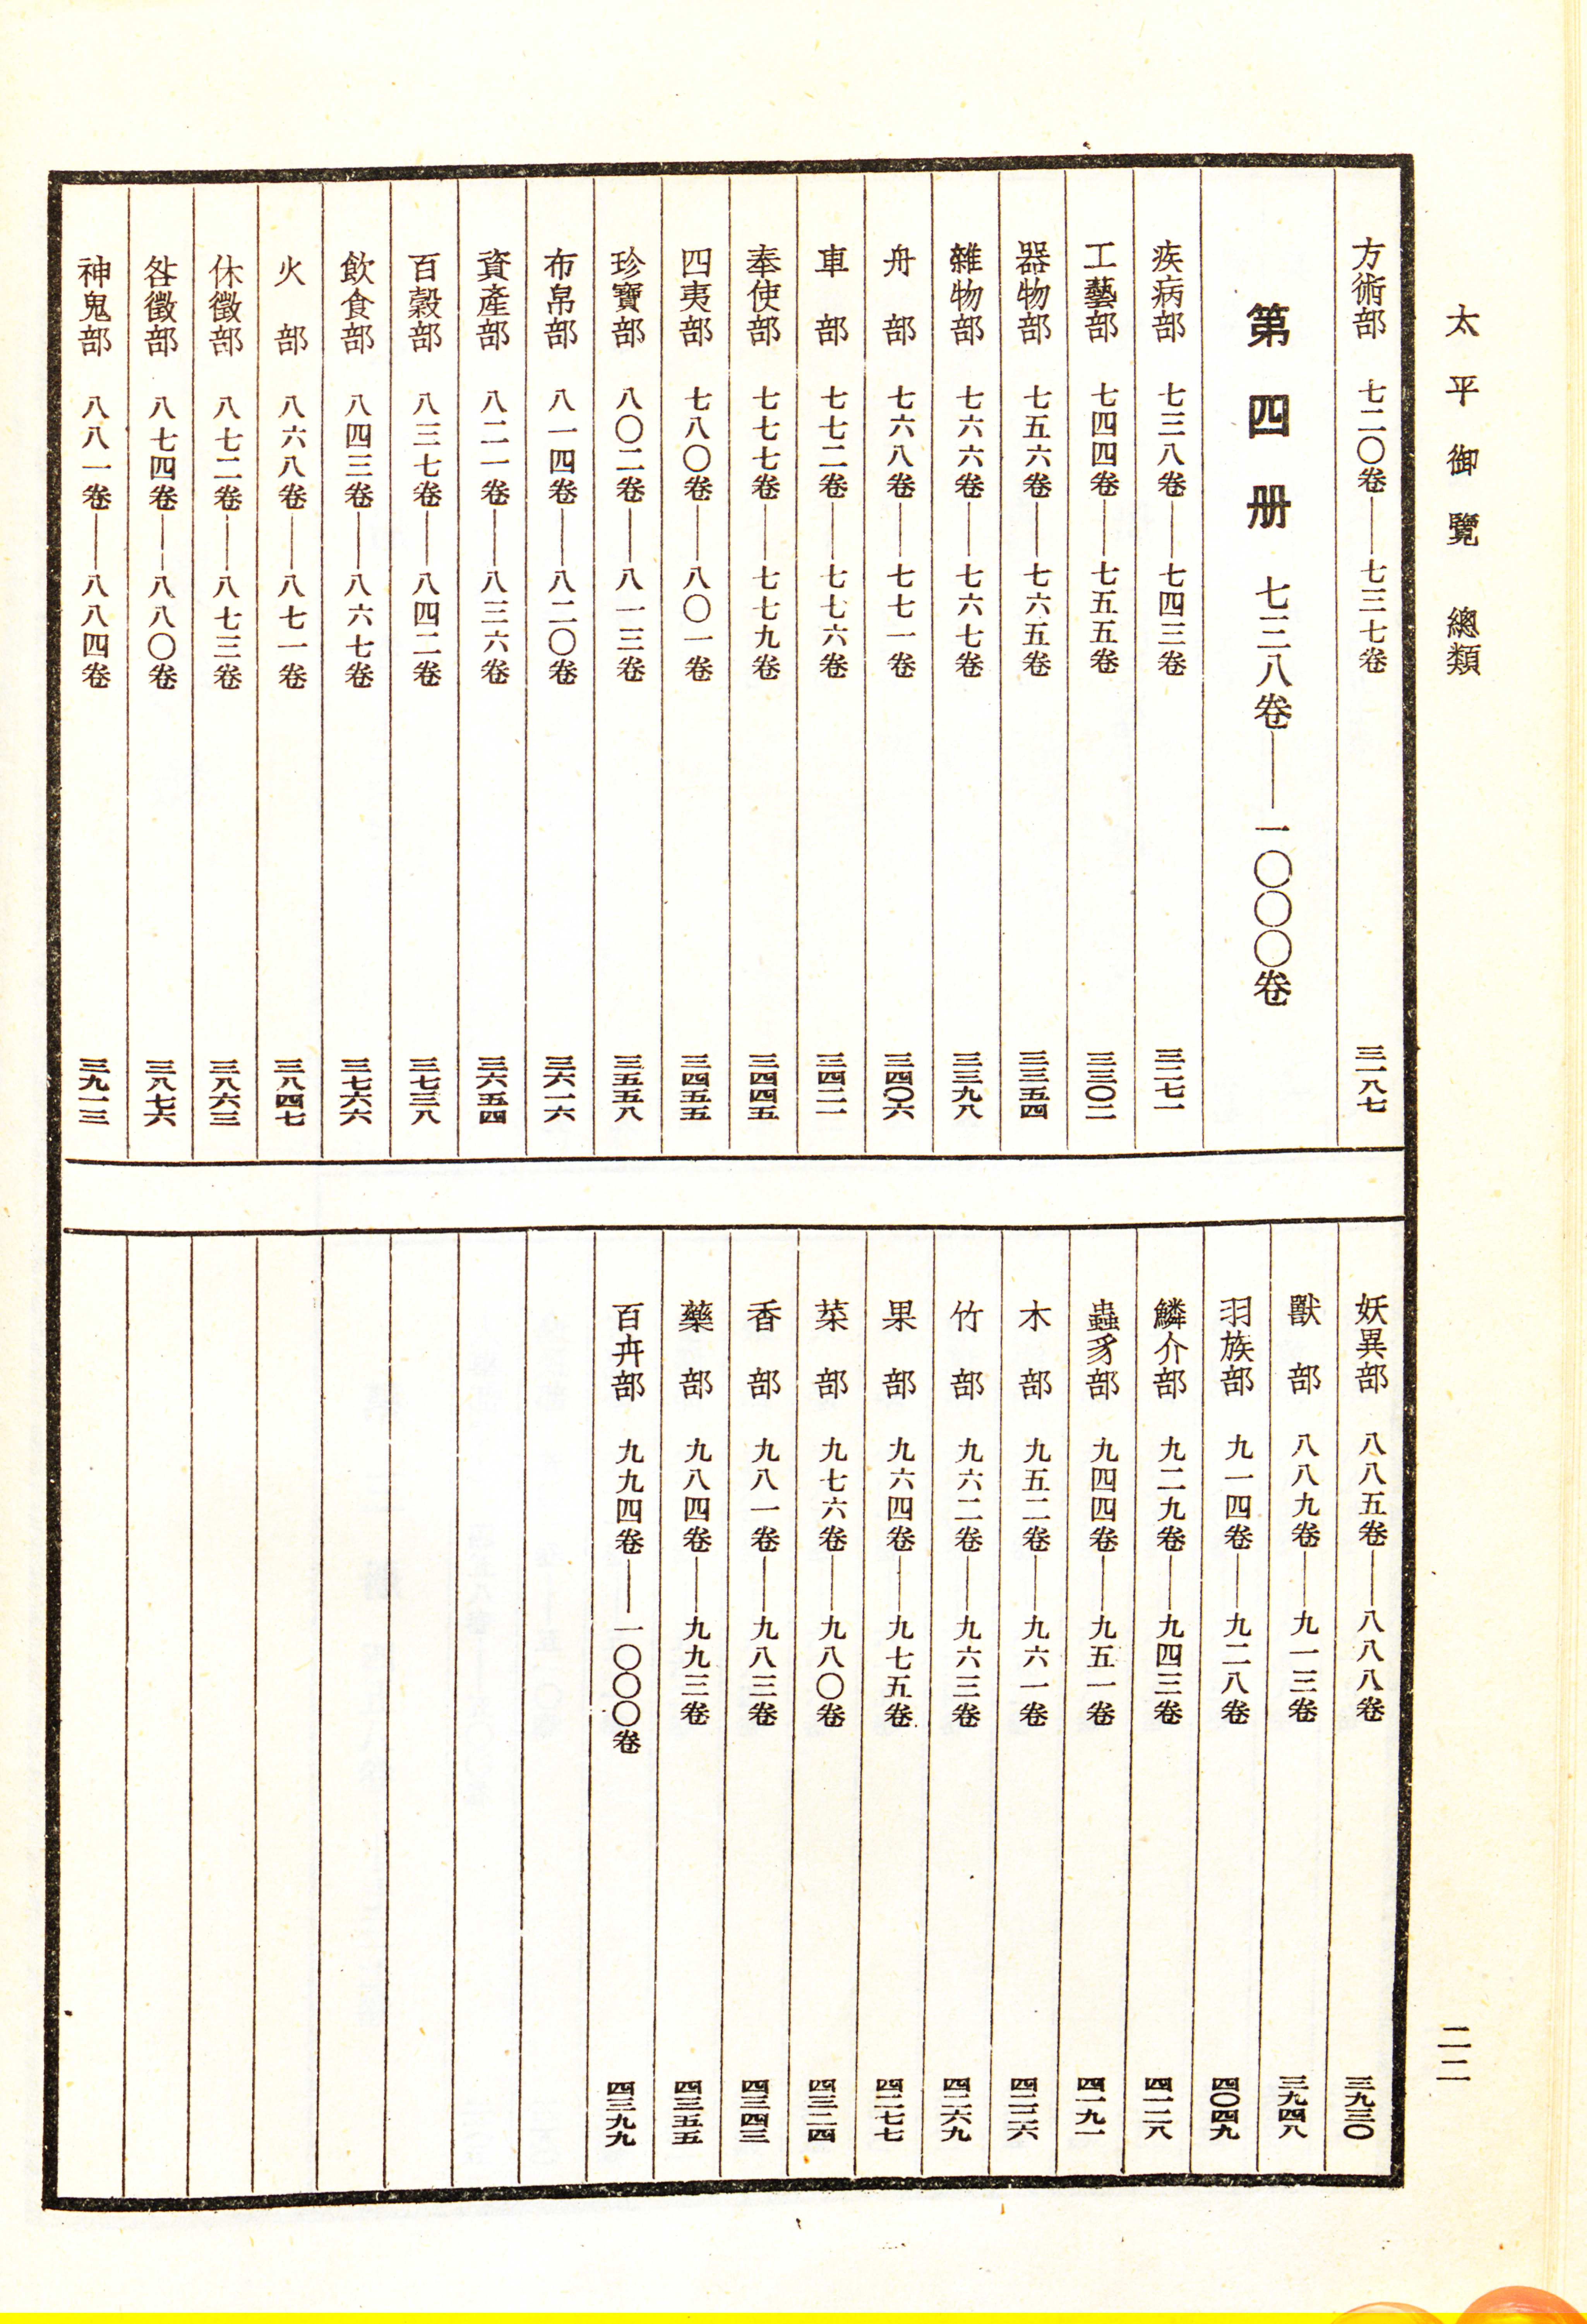 太平御覽　總類
二二
方術部　七二〇卷——七三七卷　三一八七
第四册　七三八卷——一〇〇〇卷
疾病部　七三八卷——七四三卷　三二七一
工藝部　七四四卷——七五五卷　三三〇二
器物部　七五六卷——七六五卷　三三五四
雜物部　七六六卷——七六七卷　三三九八
舟　部　七六八卷——七七一卷　三四〇六
車　部　七七二卷——七七六卷　三四二一
奉使部　七七七卷——七七九卷　三四四五
四夷部　七八〇卷——八〇一卷　三四五五
珍寶部　八〇二卷——八一三卷　三五五八
布帛部　八一四卷——八二〇卷　三六一六
資產部　八二一卷——八三六卷　三六五四
百穀部　八三七卷——八四二卷　三七三八
飲食部　八四三卷——八六七卷　三七六六
火　部　八六八卷——八七一卷　三八四七
休徵部　八七二卷——八七三卷　三八六三
咎徵部　八七四卷——八八〇卷　三八七六
神鬼部　八八一卷——八八四卷　三九一三
妖異部　八八五卷——八八八卷　三九三〇
獸　部　八八九卷——九一三卷　三九四八
羽族部　九一四卷——九二八卷　四〇四九
鱗介部　九二九卷——九四三卷　四一二八
蟲豸部　九四四卷——九五一卷　四一九一
木　部　九五二卷——九六一卷　四二二六
竹　部　九六二卷——九六三卷　四二六九
果　部　九六四卷——九七五卷　四二七七
菜　部　九七六卷——九八〇卷　四三二四
香　部　九八一卷——九八三卷　四三四三
藥　部　九八四卷——九九三卷　四三五五
百卉部　九九四卷——一〇〇〇卷　四三九九